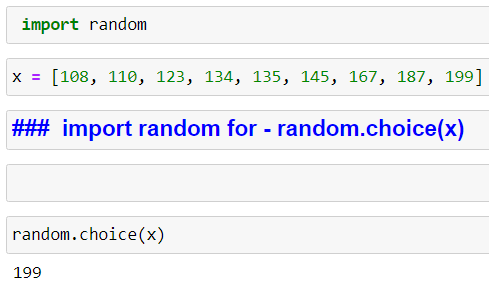 import random
x = [108, 110, 123, 134, 135, 145, 167, 187, 199]
### import random for - random.choice(x)
random.choice(x)
199